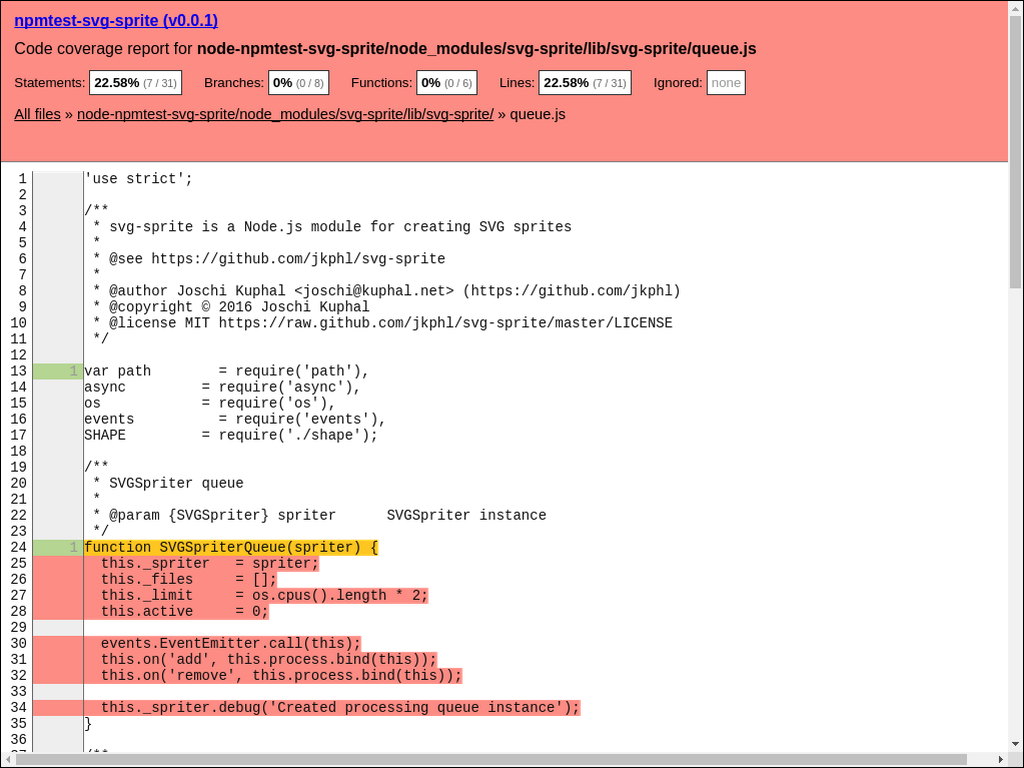 npmtest-svg-sprite (v0.0.1)
Code coverage report for node-npmtest-svg-sprite/node_modules/svg-sprite/lib/svg-sprite/queue.js
Statements: 22.58% (7 / 31) Branches: 0% (0 / 8) Functions: 0% (0 / 6) Lines: 22.58% (7 / 31) Ignored: none
All files » node-npmtest-svg-sprite/node_modules/svg-sprite/lib/svg-sprite/ » queue.js
1 'use strict';
2
3 /**
4  * svg-sprite is a Node.js module for creating SVG sprites
5  *
6  * @see https://github.com/jkphl/svg-sprite
7  *
8  * @author Joschi Kuphal <joschi@kuphal.net> (https://github.com/jkphl)
9  * @copyright © 2016 Joschi Kuphal
10  * @license MIT https://raw.github.com/jkphl/svg-sprite/master/LICENSE
11  */
12
13 1 var path        = require('path'),
14 async         = require('async'),
15 os            = require('os'),
16 events          = require('events'),
17 SHAPE         = require('./shape');
18
19 /**
20  * SVGSpriter queue
21  *
22  * @param {SVGSpriter} spriter      SVGSpriter instance
23  */
24 1 function SVGSpriterQueue(spriter) {
25   this._spriter   = spriter;
26   this._files     = [];
27   this._limit     = os.cpus().length * 2;
28   this.active     = 0;
29
30   events.EventEmitter.call(this);
31   this.on('add', this.process.bind(this));
32   this.on('remove', this.process.bind(this));
33
34   this._spriter.debug('Created processing queue instance');
35 }
36